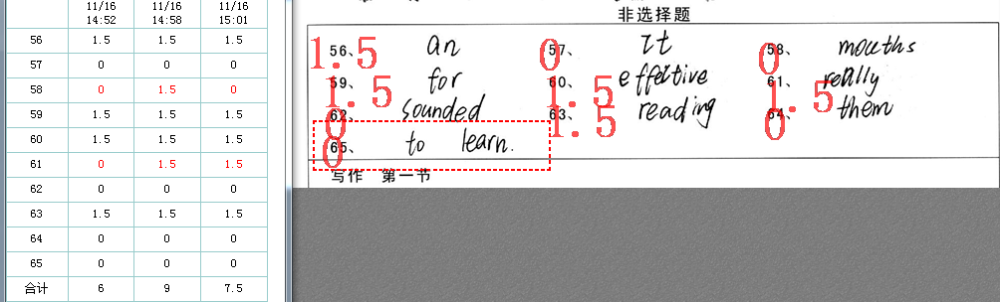 11/16 14:52 11/16 14:58 11/16 15:01
56 1.5 1.5 1.5
57 0 0 0
58 0 1.5 0
59 1.5 1.5 1.5
60 1.5 1.5 1.5
61 0 1.5 1.5
62 0 0 0
63 1.5 1.5 1.5
64 0 0 0
65 0 0 0
合计 6 9 7.5
非选择题
1.5 56、 an 0 57、 It 0 58、 mouths
1.5 59、 for 1.5 60、 effective 1.5 61、 really
0 62、 sounded 1.5 63、 reading 0 64、 them
0 65、 to learn.
写作 第一节